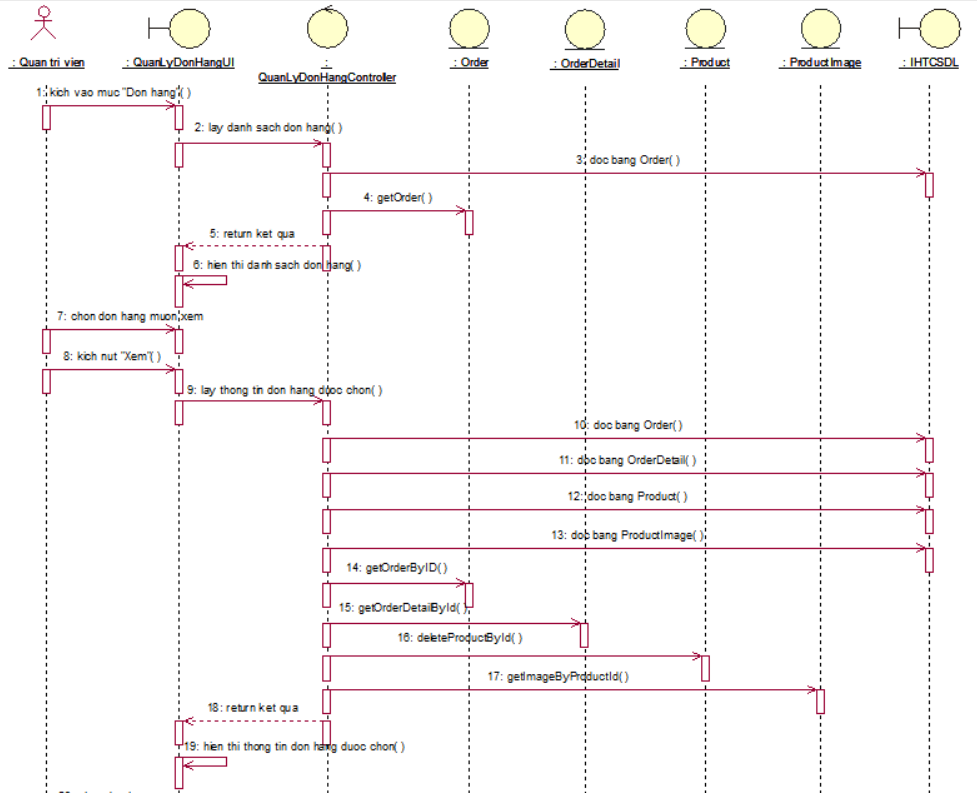 : Quan tri vien
: QuanLyDonHangUI
:
QuanLyDonHangController
: Order
: OrderDetail
: Product
: ProductImage
: IHTCSDL
1: kich vao muc "Don hang"( )
2: lay danh sach don hang( )
3: doc bang Order( )
4: getOrder( )
5: return ket qua
6: hien thi danh sach don hang( )
7: chon don hang muon xem
8: kich nut "Xem"( )
9: lay thong tin don hang duoc chon( )
10: doc bang Order( )
11: doc bang OrderDetail( )
12: doc bang Product( )
13: doc bang ProductImage( )
14: getOrderByID( )
15: getOrderDetailById( )
16: deleteProductById( )
17: getImageByProductId( )
18: return ket qua
19: hien thi thong tin don hang duoc chon( )